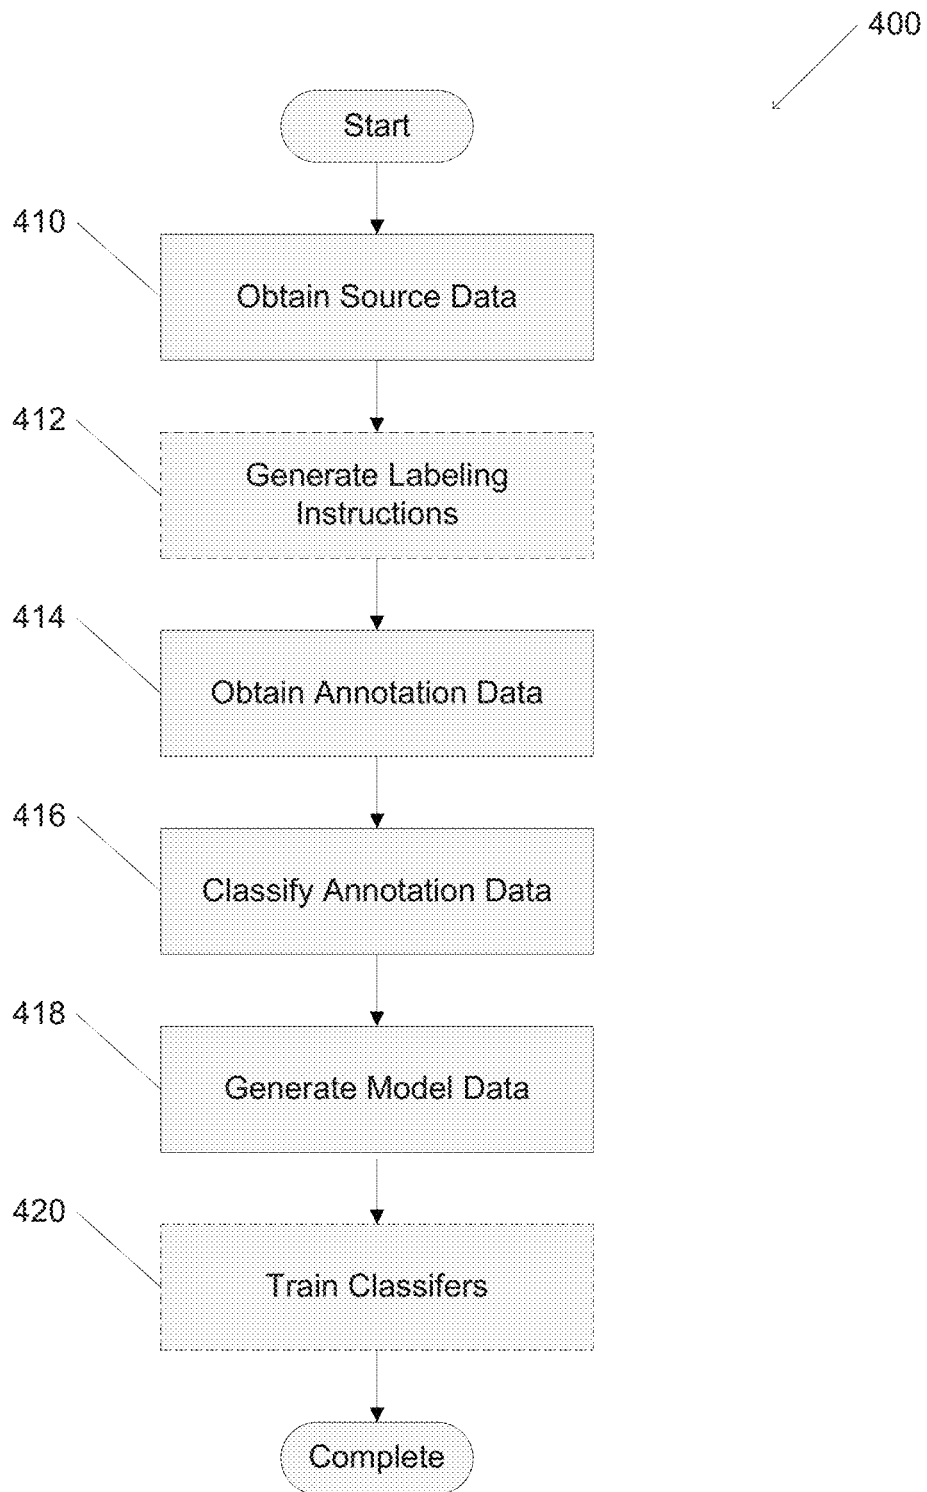 400
Start
410
Obtain Source Data
412
Generate Labeling
Instructions
414
Obtain Annotation Data
416
Classify Annotation Data
418
Generate Model Data
420
Train Classifers
Complete